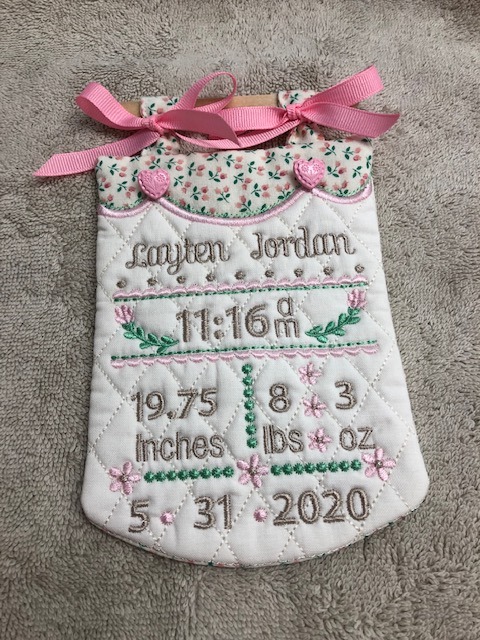 Layten Jordan
11:16 am
19.75 8 3
Inches lbs oz
5 31 2020